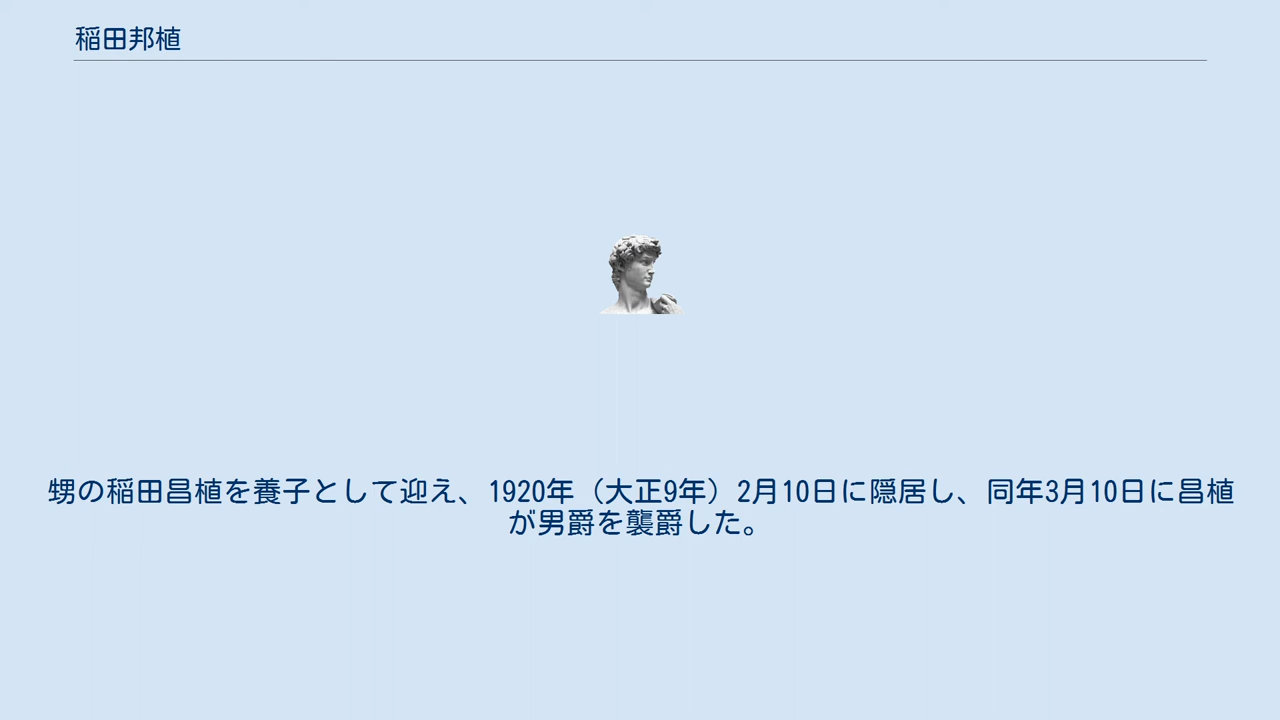 稲田邦植
甥の稲田昌植を養子として迎え、1920年（大正9年）2月10日に隠居し、同年3月10日に昌植
が男爵を襲爵した。